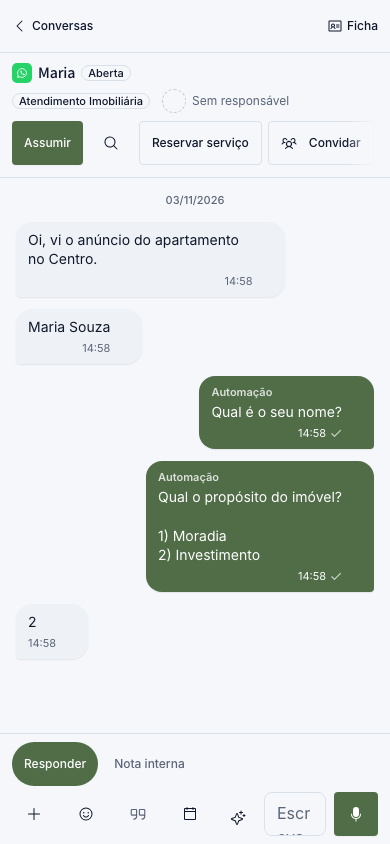 Conversas
Ficha
Maria
Aberta
Atendimento Imobiliária
Sem responsável
Assumir
Reservar serviço
Convidar
03/11/2026
Oi, vi o anúncio do apartamento
no Centro.
14:58
Maria Souza
14:58
Automação
Qual é o seu nome?
14:58
Automação
Qual o propósito do imóvel?
1) Moradia
2) Investimento
14:58
2
14:58
Responder
Nota interna
Escr